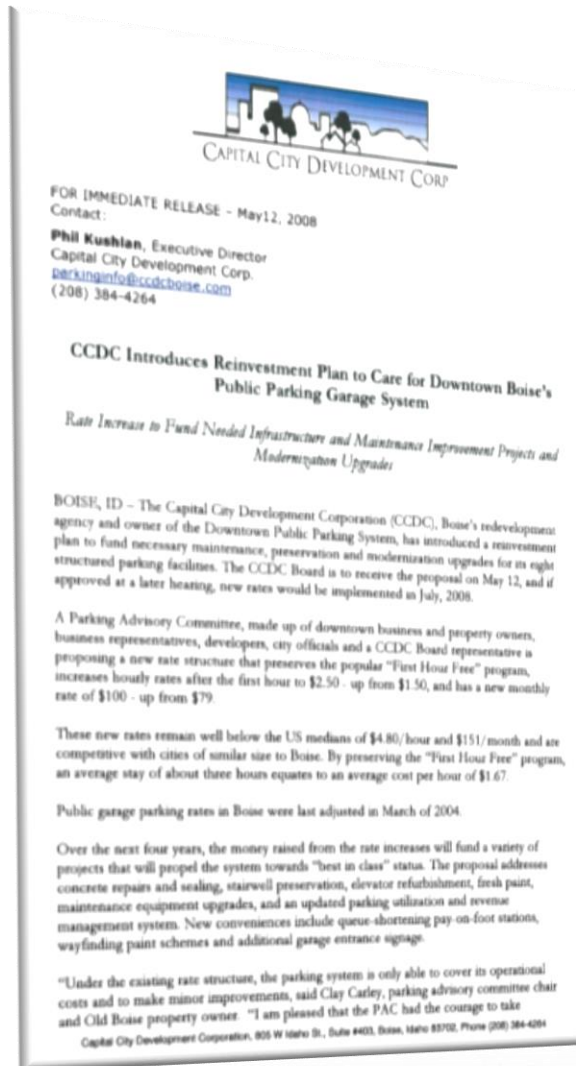 CAPITAL CITY DEVELOPMENT CORP
FOR IMMEDIATE RELEASE - May12, 2008
Contact:
Phil Kushlan, Executive Director
Capital City Development Corp.
parkinginfo@ccdcboise.com
(208) 384-4264
CCDC Introduces Reinvestment Plan to Care for Downtown Boise's
Public Parking Garage System
Rate Increase to Fund Needed Infrastructure and Maintenance Improvement Projects and
Modernization Upgrades
BOISE, ID – The Capital City Development Corporation (CCDC), Boise's redevelopment
agency and owner of the Downtown Public Parking System, has introduced a reinvestment
plan to fund necessary maintenance, preservation and modernization upgrades for its eight
structured parking facilities. The CCDC Board is to receive the proposal on May 12, and if
approved at a later hearing, new rates would be implemented in July, 2008.
A Parking Advisory Committee, made up of downtown business and property owners,
business representatives, developers, city officials and a CCDC Board representative is
proposing a new rate structure that preserves the popular "First Hour Free" program,
increases hourly rates after the first hour to $2.50 - up from $1.50, and has a new monthly
rate of $100 - up from $79.
These new rates remain well below the US medians of $4.80/hour and $151/month and are
competitive with cities of similar size to Boise. By preserving the "First Hour Free" program,
an average stay of about three hours equates to an average cost per hour of $1.67.
Public garage parking rates in Boise were last adjusted in March of 2004.
Over the next four years, the money raised from the rate increases will fund a variety of
projects that will propel the system towards "best in class" status. The proposal addresses
concrete repairs and sealing, stairwell preservation, elevator refurbishment, fresh paint,
maintenance equipment upgrades, and an updated parking utilization and revenue
management system. New conveniences include queue-shortening pay-on-foot stations,
wayfinding paint schemes and additional garage entrance signage.
"Under the existing rate structure, the parking system is only able to cover its operational
costs and to make minor improvements, said Clay Carley, parking advisory committee chair
and Old Boise property owner. "I am pleased that the PAC had the courage to take
Capital City Development Corporation, 805 W Idaho St., Suite #403, Boise, Idaho 83702, Phone (208) 384-4264